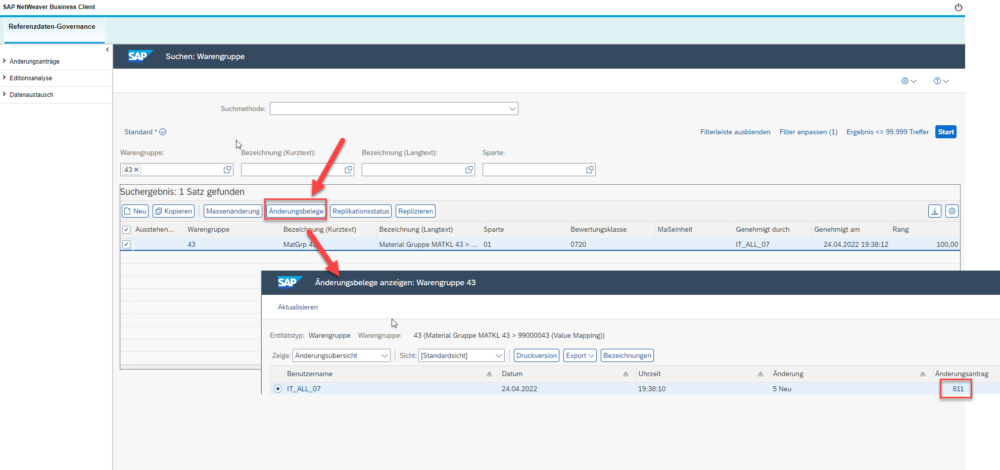 SAP NetWeaver Business Client
Referenzdaten-Governance
Änderungsanträge
Editionsanalyse
Datenaustausch
SAP Suchen: Warengruppe
Suchmethode:
Standard * Filterleiste ausblenden Filter anpassen (1) Ergebnis <= 99.999 Treffer Start
Warengruppe: Bezeichnung (Kurztext): Bezeichnung (Langtext): Sparte:
43
Suchergebnis: 1 Satz gefunden
Neu Kopieren Massenänderung Änderungsbelege Replikationsstatus Replizieren
Ausstehen... Warengruppe Bezeichnung (Kurztext) Bezeichnung (Langtext) Sparte Bewertungsklasse Maßeinheit Genehmigt durch Genehmigt am Rang
43 MatGrp 43 Material Gruppe MATKL 43 > ... 01 0720 IT_ALL_07 24.04.2022 19:38:12 100,00
SAP Änderungsbelege anzeigen: Warengruppe 43
Aktualisieren
Entitätstyp: Warengruppe Warengruppe: 43 (Material Gruppe MATKL 43 > 99000043 (Value Mapping))
Zeige: Änderungsübersicht Sicht: [Standardsicht] Druckversion Export Bezeichnungen
Benutzername Datum Uhrzeit Änderung Änderungsantrag
IT_ALL_07 24.04.2022 19:38:10 5 Neu 811